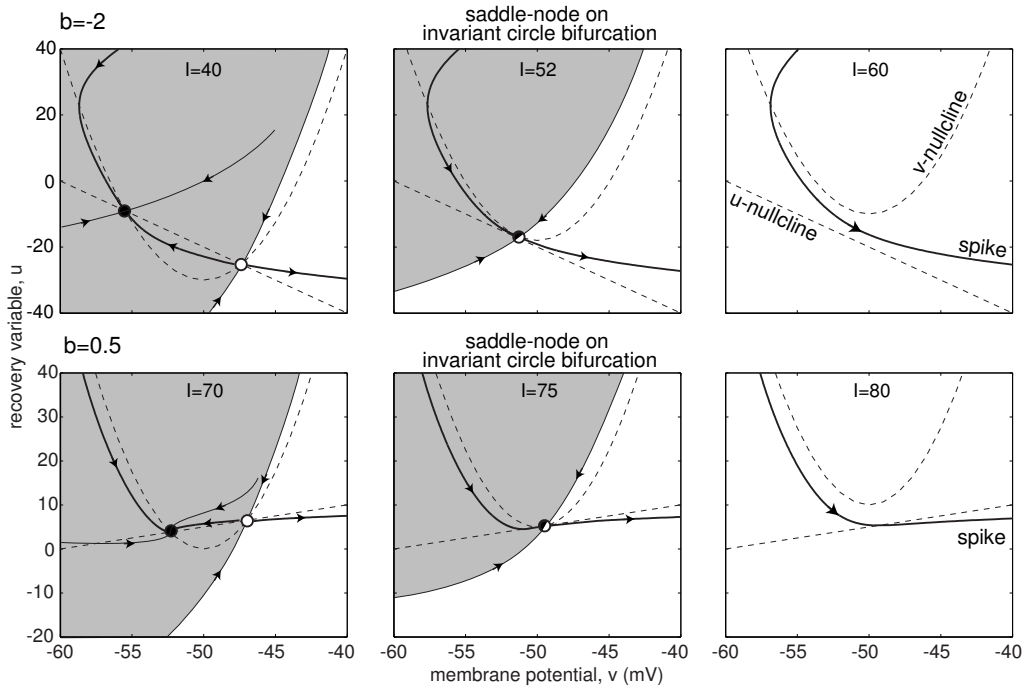 b=-2
saddle-node on
invariant circle bifurcation
40
20
0
-20
-40
I=40
I=52
I=60
v-nullcline
u-nullcline
spike
recovery variable, u
b=0.5
saddle-node on
invariant circle bifurcation
40
30
20
10
0
-10
-20
I=70
I=75
I=80
spike
-60 -55 -50 -45 -40
-60 -55 -50 -45 -40
-60 -55 -50 -45 -40
membrane potential, v (mV)